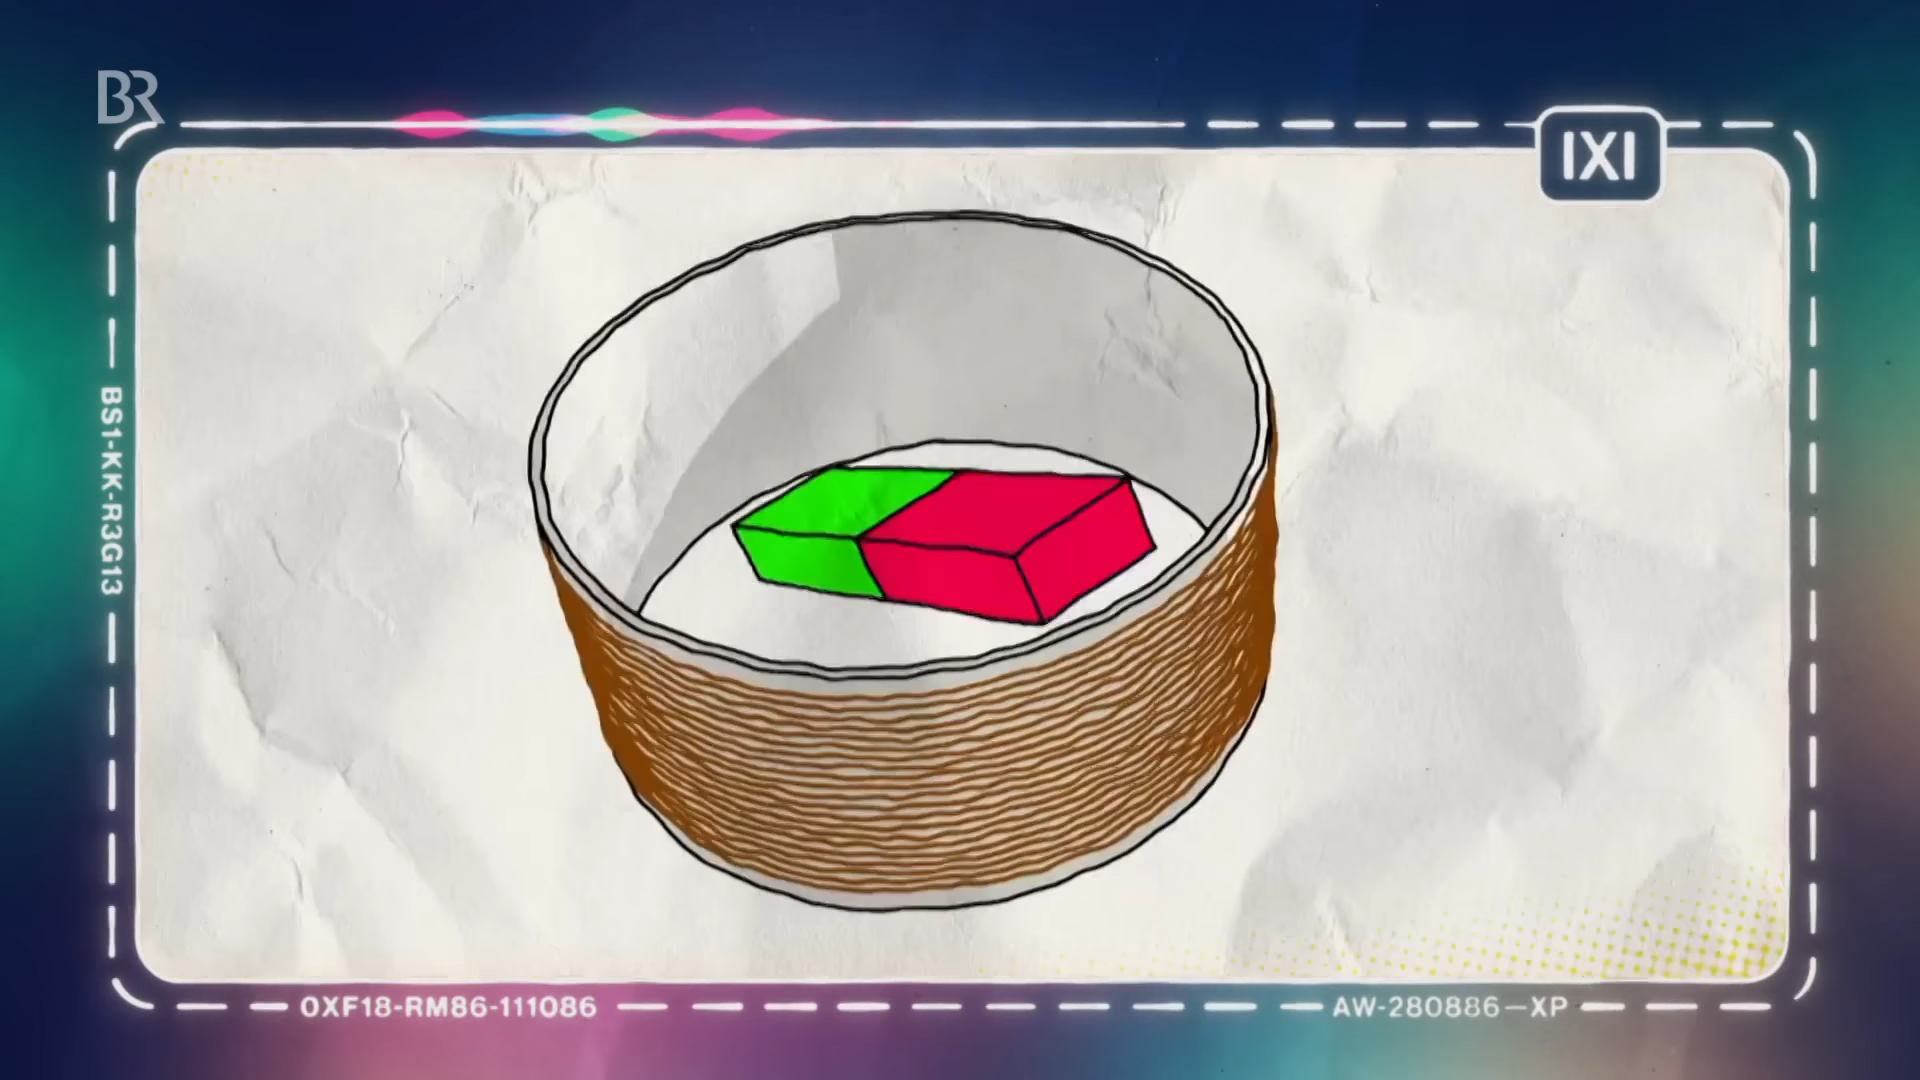 BR
IXI
BS1-KK-R3G13
0XF18-RM86-111086
AW-280886—XP